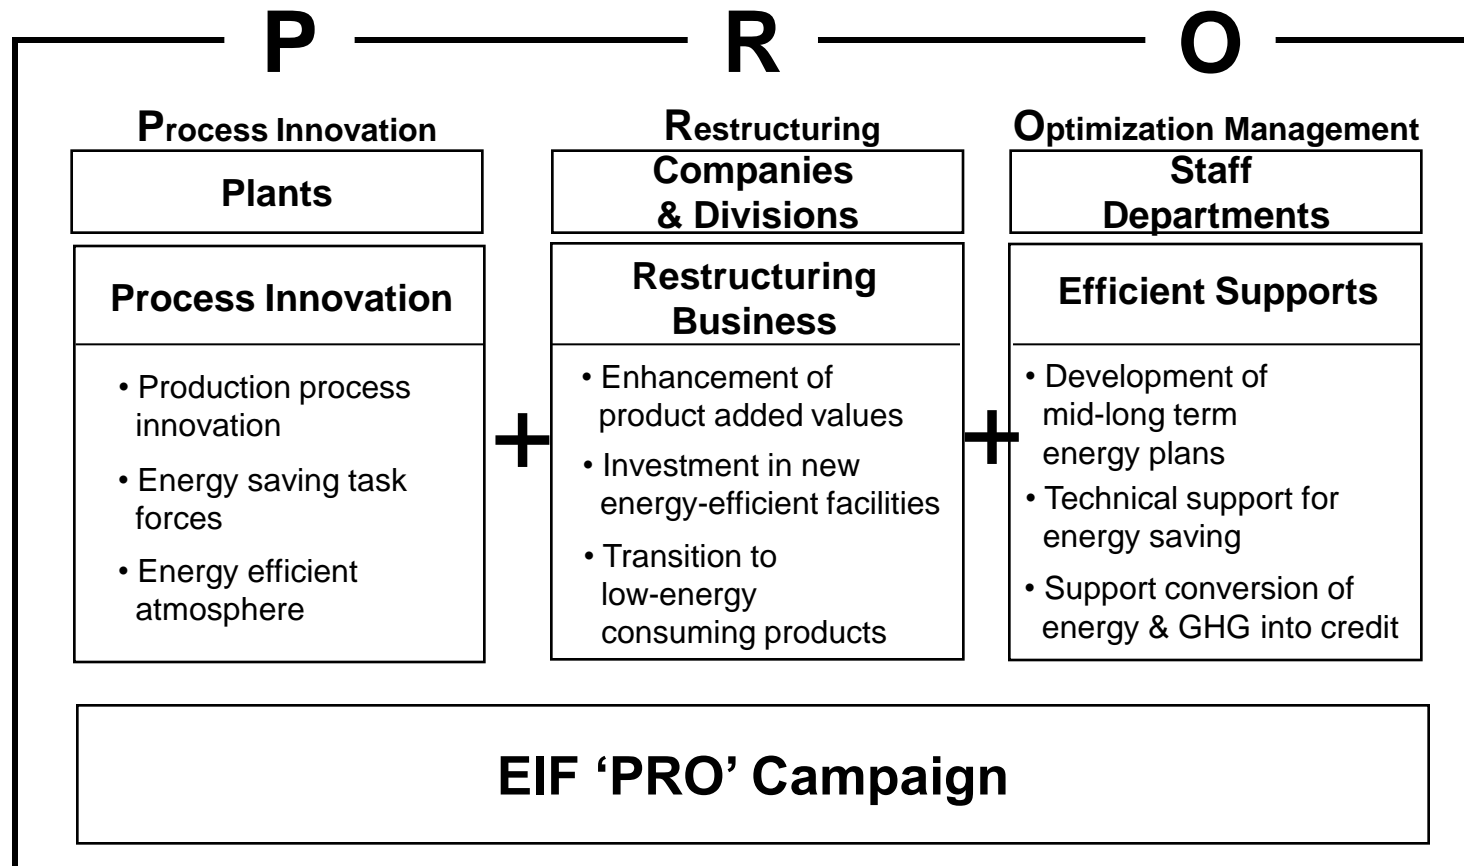 P R O
Process Innovation
Plants
Process Innovation
• Production process
innovation
• Energy saving task
forces
• Energy efficient
atmosphere
+
Restructuring
Companies
& Divisions
Restructuring
Business
• Enhancement of
product added values
• Investment in new
energy-efficient facilities
• Transition to
low-energy
consuming products
+
Optimization Management
Staff
Departments
Efficient Supports
• Development of
mid-long term
energy plans
• Technical support for
energy saving
• Support conversion of
energy & GHG into credit
EIF ‘PRO’ Campaign